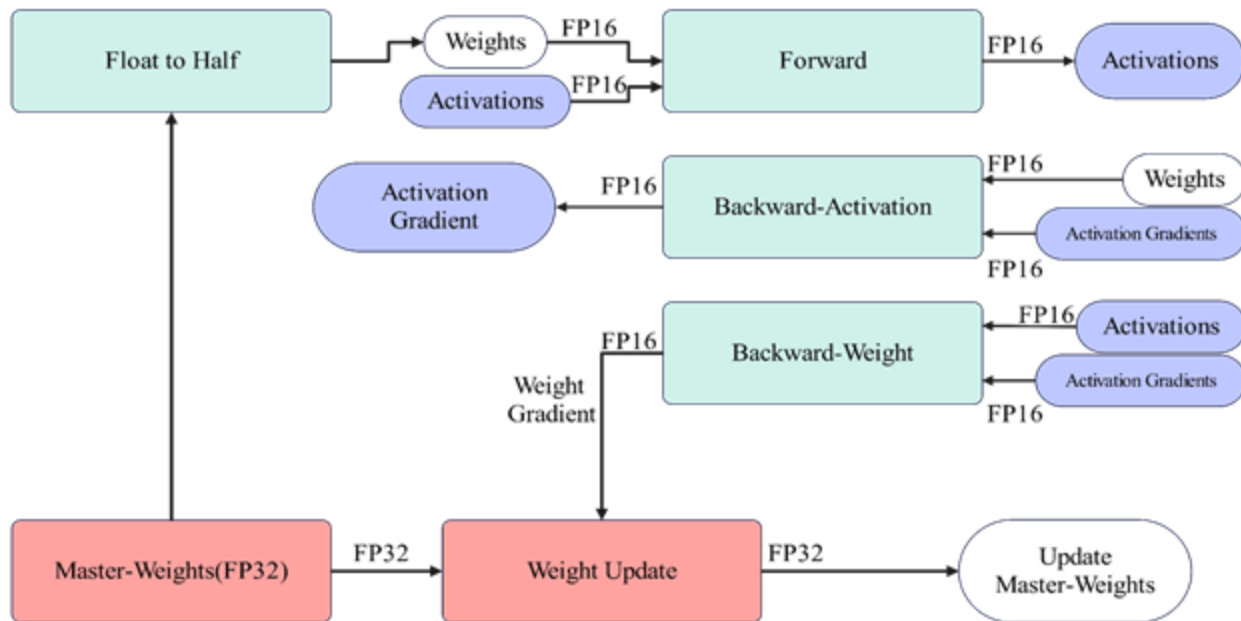 Float to Half
Weights
FP16
Activations
FP16
Forward
FP16
Activations
Activation
Gradient
FP16
Backward-Activation
FP16
Weights
Activation Gradients
FP16
FP16
Weight
Gradient
Backward-Weight
FP16
Activations
Activation Gradients
FP16
Master-Weights(FP32)
FP32
Weight Update
FP32
Update
Master-Weights